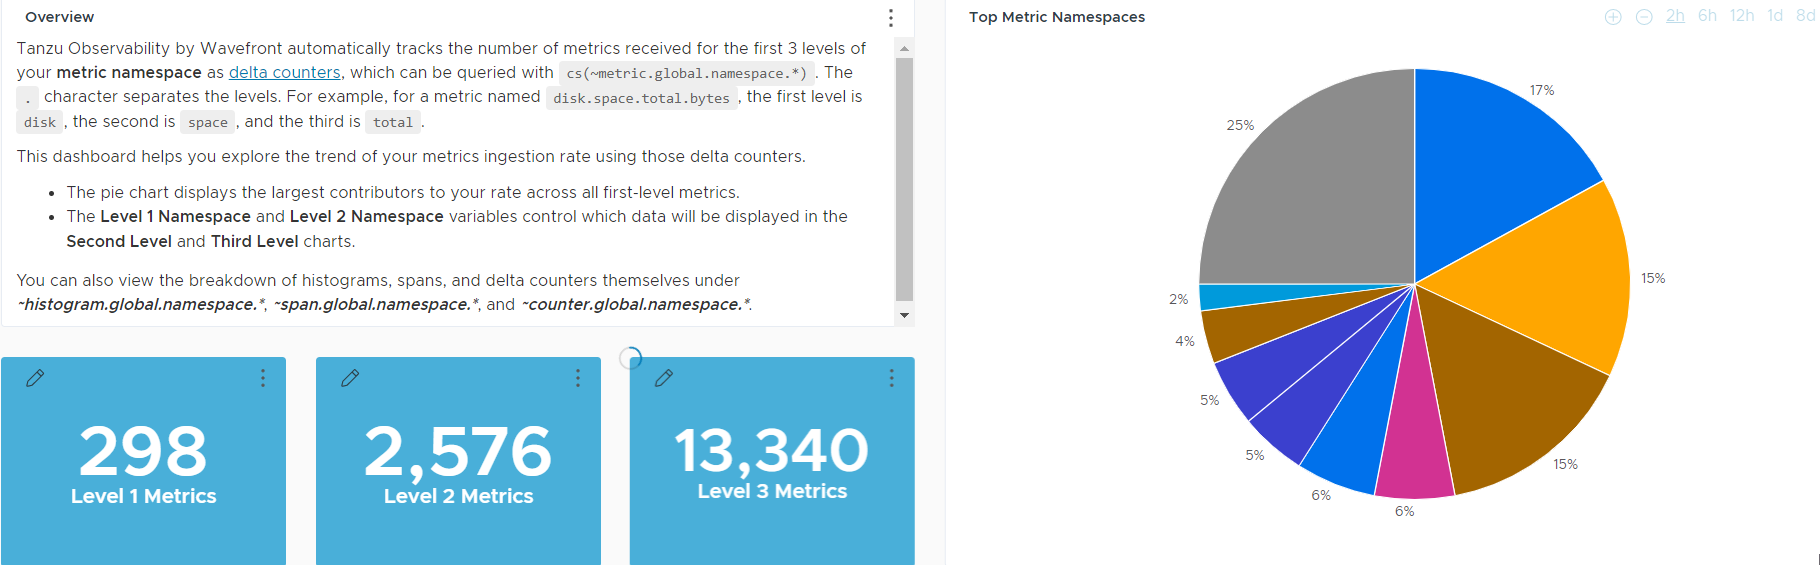 Overview
Tanzu Observability by Wavefront automatically tracks the number of metrics received for the first 3 levels of
your metric namespace as delta counters, which can be queried with cs(~metric.global.namespace.*) . The
. character separates the levels. For example, for a metric named disk.space.total.bytes , the first level is
disk , the second is space , and the third is total .
This dashboard helps you explore the trend of your metrics ingestion rate using those delta counters.
• The pie chart displays the largest contributors to your rate across all first-level metrics.
• The Level 1 Namespace and Level 2 Namespace variables control which data will be displayed in the
Second Level and Third Level charts.
You can also view the breakdown of histograms, spans, and delta counters themselves under
~histogram.global.namespace.*, ~span.global.namespace.*, and ~counter.global.namespace.*.
298
Level 1 Metrics
2,576
Level 2 Metrics
13,340
Level 3 Metrics
Top Metric Namespaces
2h 6h 12h 1d 8d
17%
25%
15%
2%
4%
5%
5%
15%
6%
6%